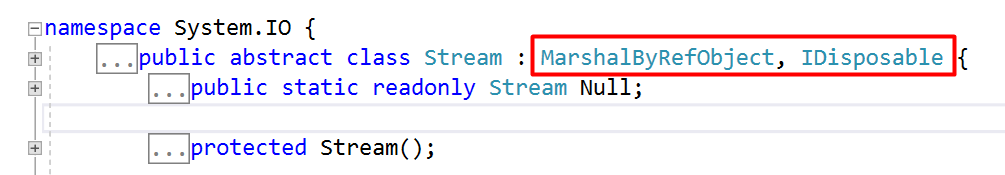 namespace System.IO {
...public abstract class Stream : MarshalByRefObject, IDisposable {
...public static readonly Stream Null;
...protected Stream();